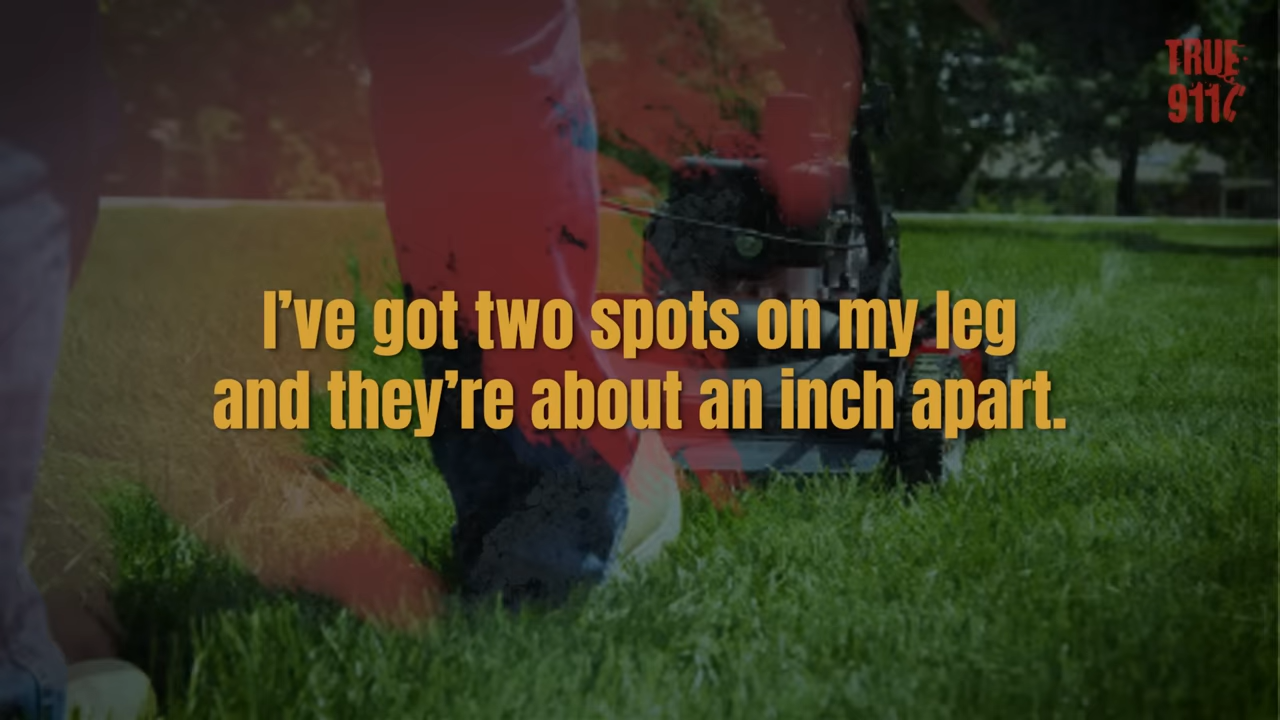 TRUE
911
I’ve got two spots on my leg
and they’re about an inch apart.